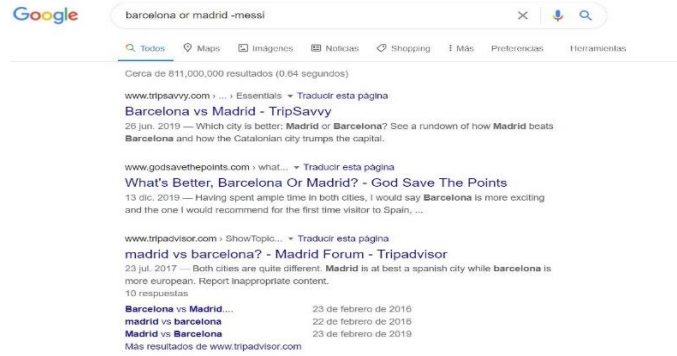 Google
barcelona or madrid -messi
Todos Maps Imágenes Noticias Shopping Más Preferencias Herramientas
Cerca de 811,000,000 resultados (0.64 segundos)
www.tripsavvy.com › ... › Essentials ▾ Traducir esta página
Barcelona vs Madrid - TripSavvy
26 jun. 2019 — Which city is better: Madrid or Barcelona? See a rundown of how Madrid beats
Barcelona and how the Catalonian city trumps the capital.
www.godsavethepoints.com › what... ▾ Traducir esta página
What's Better, Barcelona Or Madrid? - God Save The Points
13 dic. 2019 — Having spent ample time in both cities, I would say Barcelona is more exciting
and the one I would recommend for the first time visitor to Spain, ...
www.tripadvisor.com › ShowTopic... ▾ Traducir esta página
madrid vs barcelona? - Madrid Forum - Tripadvisor
23 jul. 2017 — Both cities are quite different. Madrid is at best a spanish city while barcelona is
more european. Report inappropriate content.
10 respuestas
Barcelona vs Madrid.... 23 de febrero de 2016
madrid vs barcelona 22 de febrero de 2016
Madrid vs Barcelona 23 de febrero de 2019
Más resultados de www.tripadvisor.com